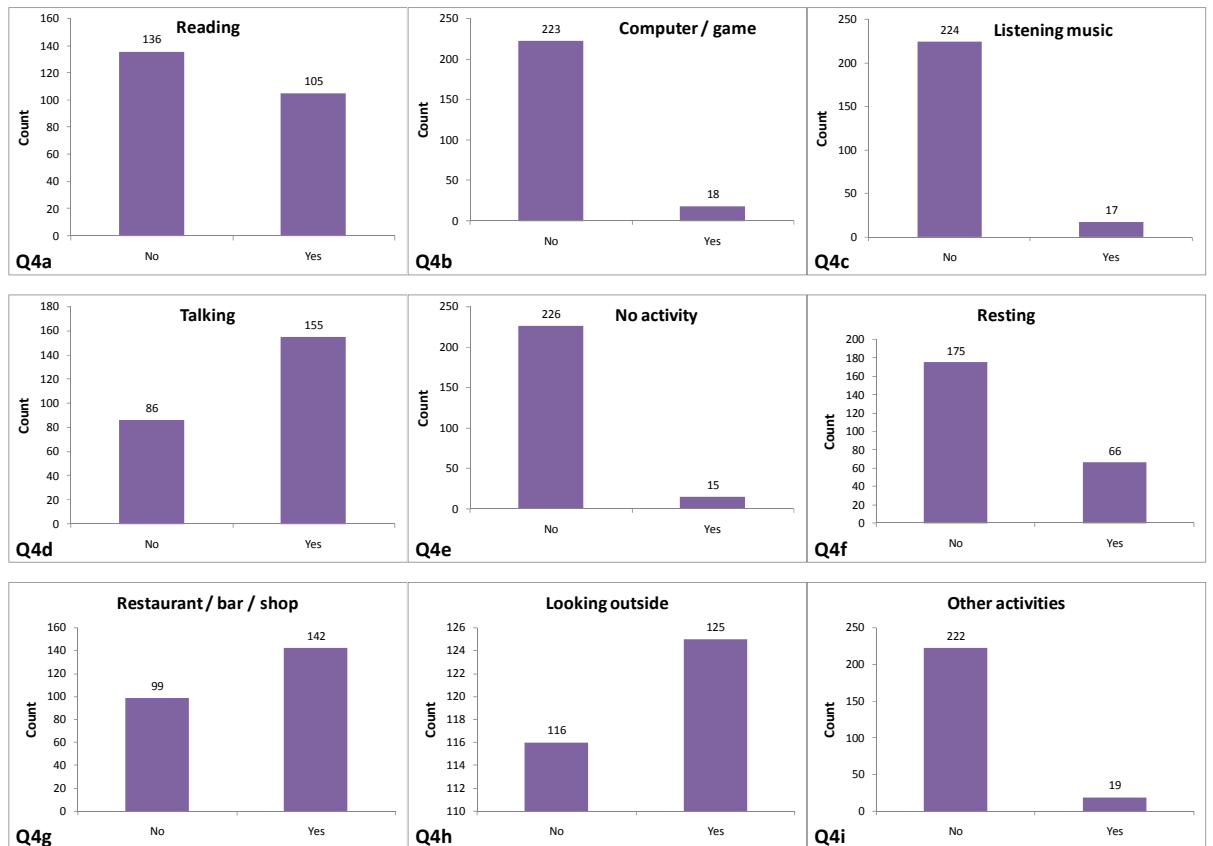 Reading
Count
160
140
120
100
80
60
40
20
0
136
105
No
Yes
Q4a
Computer / game
Count
250
200
150
100
50
0
223
18
No
Yes
Q4b
Listening music
Count
250
200
150
100
50
0
224
17
No
Yes
Q4c
Talking
Count
180
160
140
120
100
80
60
40
20
0
86
155
No
Yes
Q4d
No activity
Count
250
200
150
100
50
0
226
15
No
Yes
Q4e
Resting
Count
200
180
160
140
120
100
80
60
40
20
0
175
66
No
Yes
Q4f
Restaurant / bar / shop
Count
160
140
120
100
80
60
40
20
0
99
142
No
Yes
Q4g
Looking outside
Count
126
124
122
120
118
116
114
112
110
116
125
No
Yes
Q4h
Other activities
Count
250
200
150
100
50
0
222
19
No
Yes
Q4i